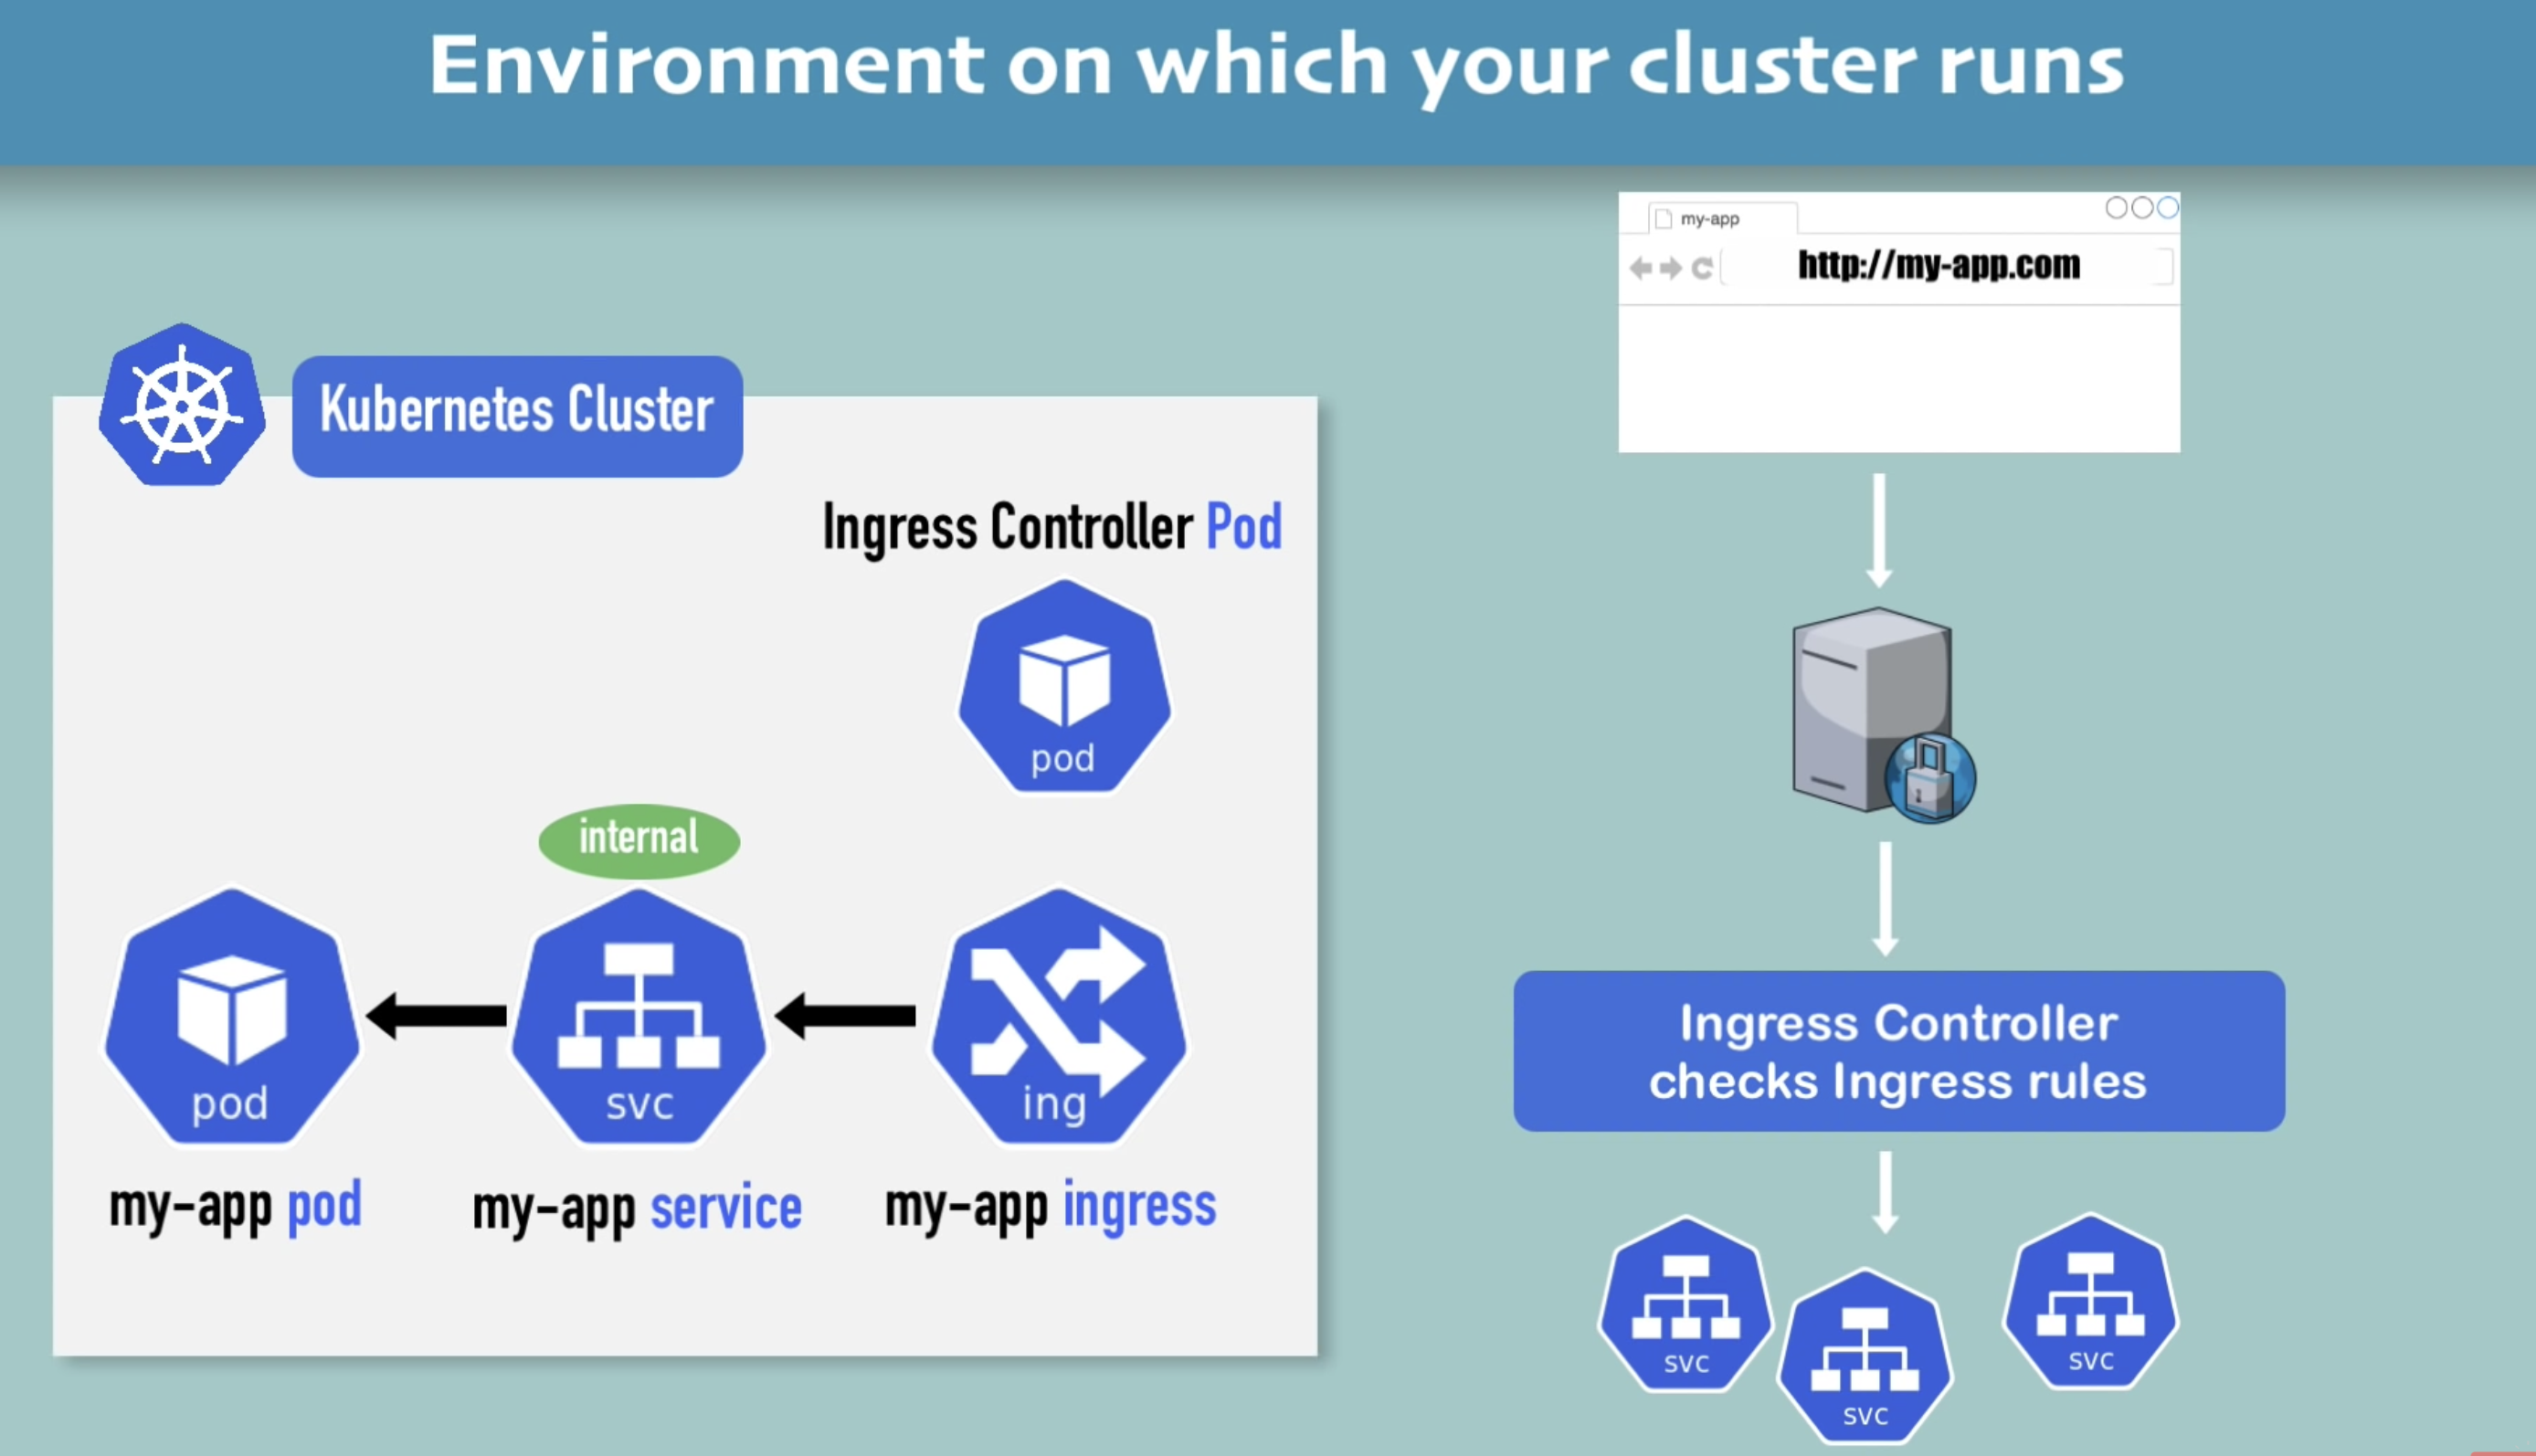 Environment on which your cluster runs
my-app
http://my-app.com
Kubernetes Cluster
Ingress Controller Pod
pod
internal
pod
svc
ing
my-app pod
my-app service
my-app ingress
Ingress Controller
checks Ingress rules
svc
svc
svc